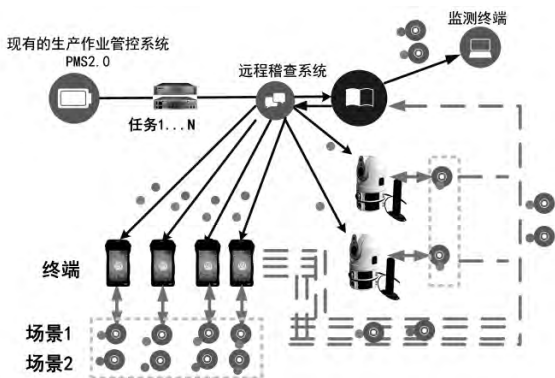 监测终端
现有的生产作业管控系统
PMS2.0
远程稽查系统
任务1...N
终端
场景1
场景2